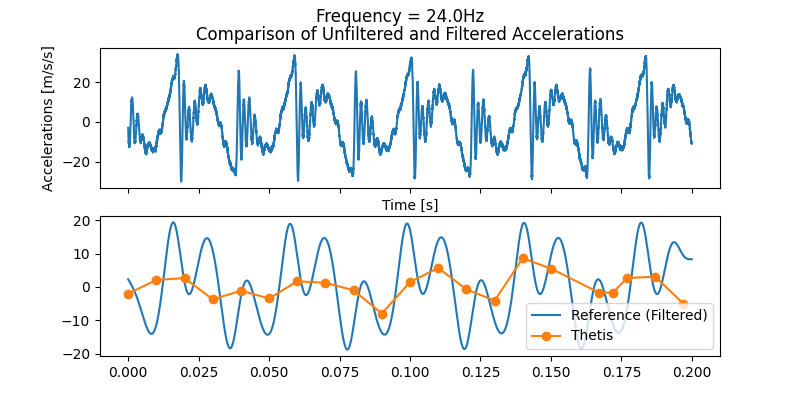 Frequency = 24.0Hz
Comparison of Unfiltered and Filtered Accelerations
Accelerations [m/s/s]
20
0
−20
Time [s]
20
10
0
−10
−20
Reference (Filtered)
Thetis
0.000 0.025 0.050 0.075 0.100 0.125 0.150 0.175 0.200